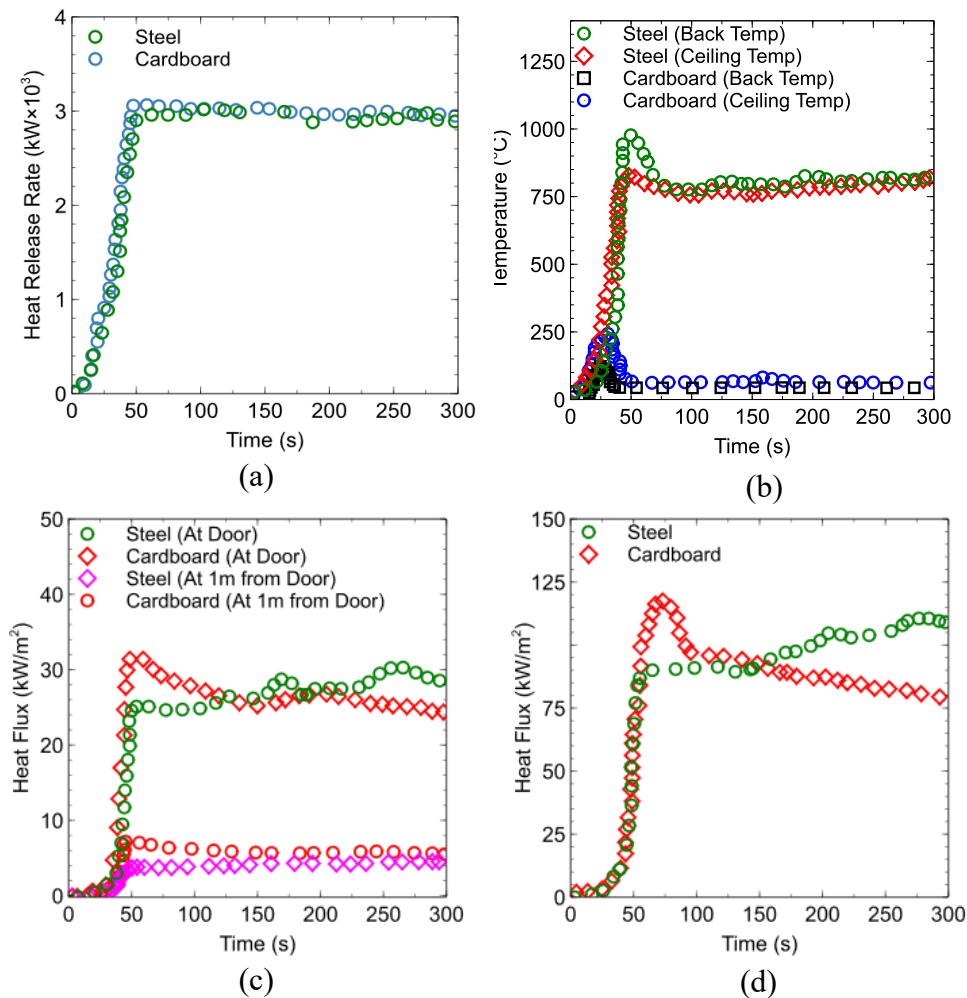 Steel
Cardboard
Heat Release Rate (kW×10³)
4
3
2
1
0
0 50 100 150 200 250 300
Time (s)
(a)
Steel (Back Temp)
Steel (Ceiling Temp)
Cardboard (Back Temp)
Cardboard (Ceiling Temp)
Temperature (°C)
1250
1000
750
500
250
0
0 50 100 150 200 250 300
Time (s)
(b)
Steel (At Door)
Cardboard (At Door)
Steel (At 1m from Door)
Cardboard (At 1m from Door)
Heat Flux (kW/m²)
50
40
30
20
10
0
0 50 100 150 200 250 300
Time (s)
(c)
Steel
Cardboard
Heat Flux (kW/m²)
150
125
100
75
50
25
0
0 50 100 150 200 250 300
Time (s)
(d)